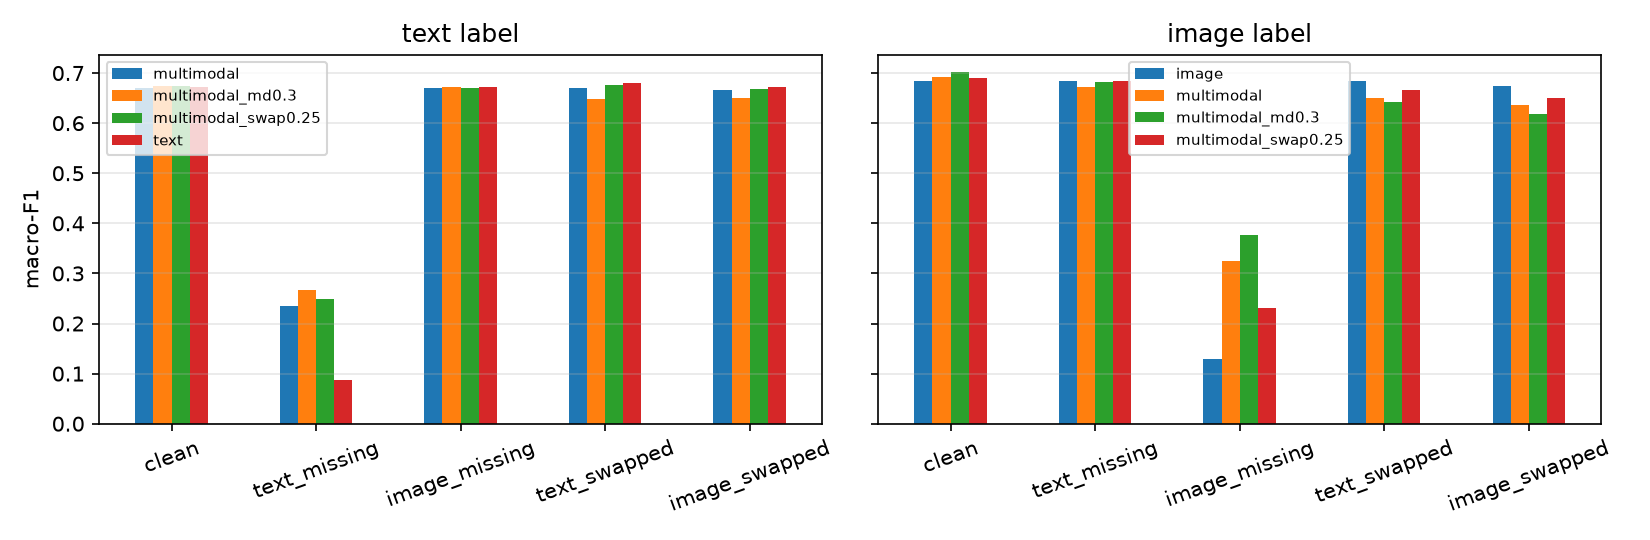 text label
macro-F1
0.7
0.6
0.5
0.4
0.3
0.2
0.1
0.0
multimodal
multimodal_md0.3
multimodal_swap0.25
text
clean
text_missing
image_missing
text_swapped
image_swapped
image label
image
multimodal
multimodal_md0.3
multimodal_swap0.25
clean
text_missing
image_missing
text_swapped
image_swapped